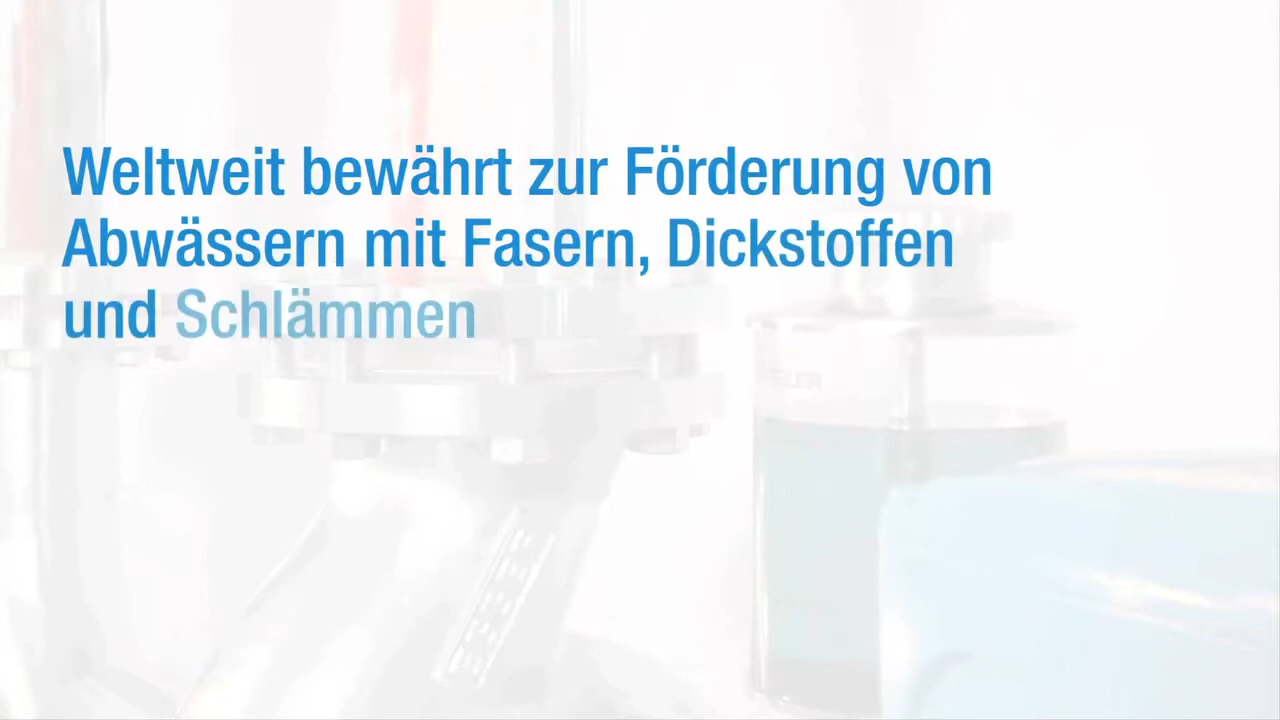 Weltweit bewährt zur Förderung von
Abwässern mit Fasern, Dickstoffen
und Schlämmen